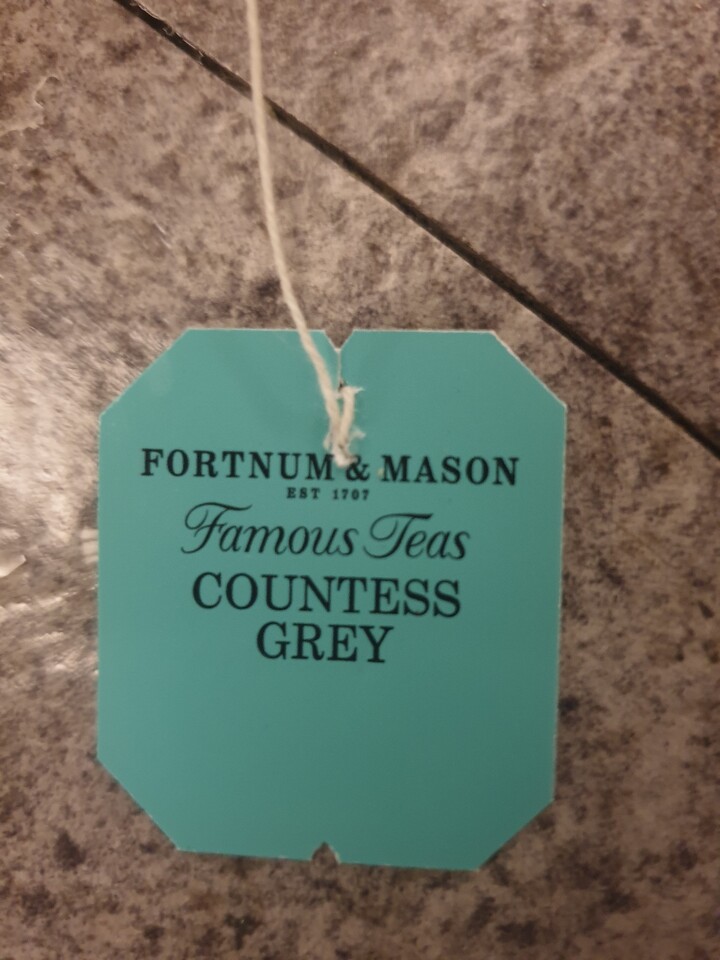 FORTNUM & MASON
EST 1707
Famous Teas
COUNTESS
GREY